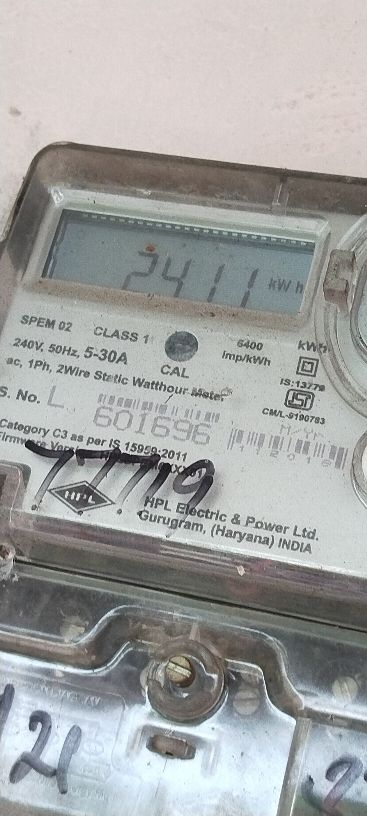 2411 kWh
SPEM 02 CLASS 1 6400 kWh
240V, 50Hz, 5-30A CAL imp/kWh
IS:13779
ac, 1Ph, 2Wire Static Watthour Meter
CM/L-5190783
S. No. L 601696
Category C3 as per IS 15959:2011
77719
HPL
HPL Electric & Power Ltd.
Gurugram, (Haryana) INDIA